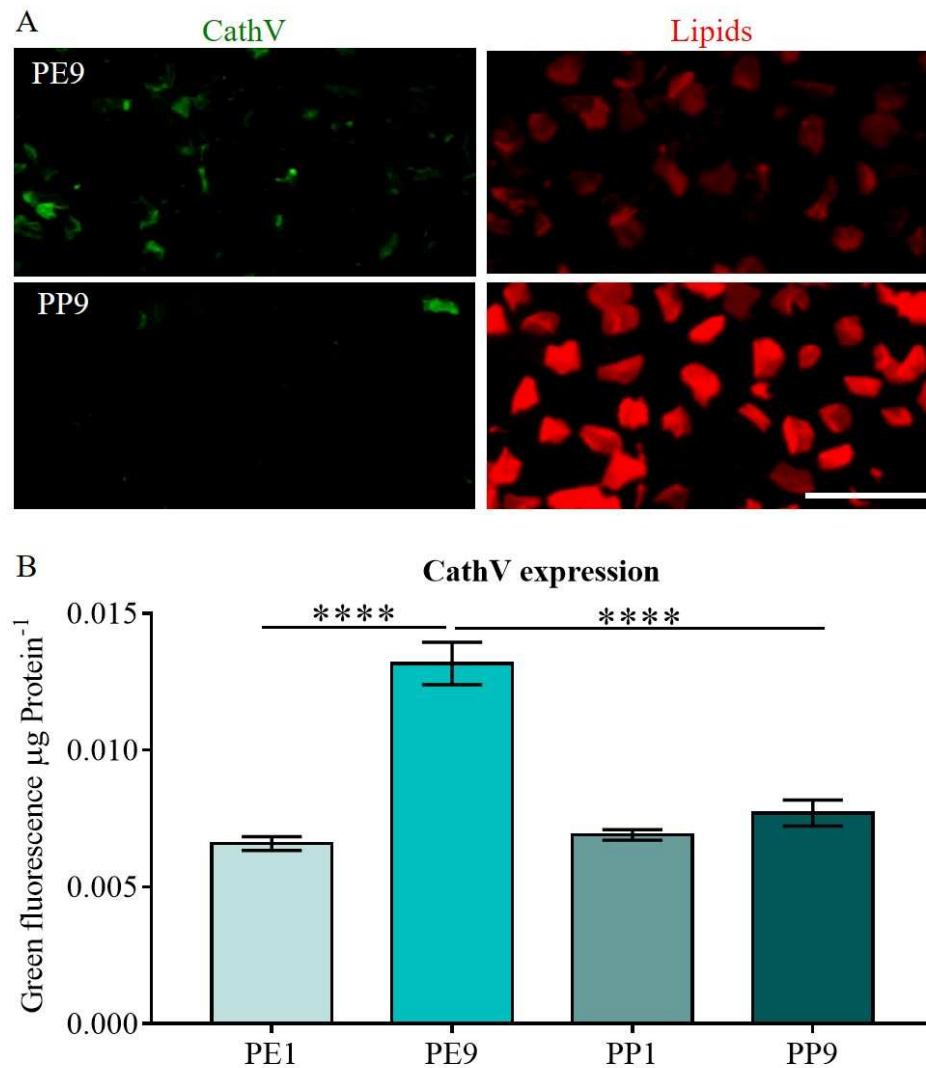 A
CathV
Lipids
PE9
PP9
B
CathV expression
**** ****
Green fluorescence µg Protein⁻¹
0.015
0.010
0.005
0.000
PE1 PE9 PP1 PP9